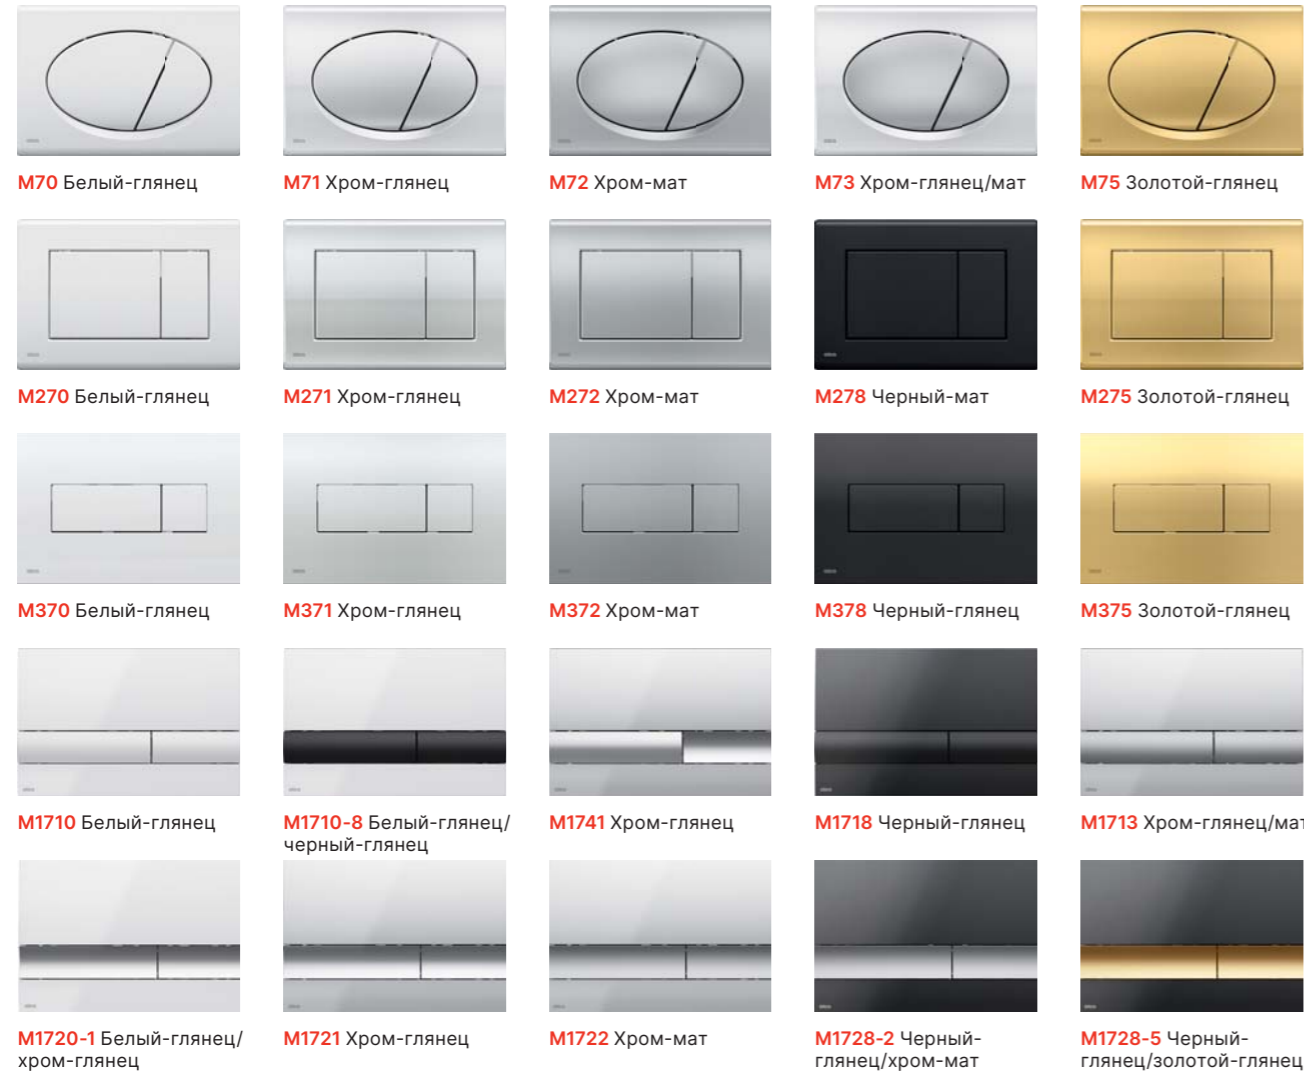 M70 Белый-глянец
M71 Хром-глянец
M72 Хром-мат
M73 Хром-глянец/мат
M75 Золотой-глянец
M270 Белый-глянец
M271 Хром-глянец
M272 Хром-мат
M278 Черный-мат
M275 Золотой-глянец
M370 Белый-глянец
M371 Хром-глянец
M372 Хром-мат
M378 Черный-глянец
M375 Золотой-глянец
M1710 Белый-глянец
M1710-8 Белый-глянец/
черный-глянец
M1741 Хром-глянец
M1718 Черный-глянец
M1713 Хром-глянец/мат
M1720-1 Белый-глянец/
хром-глянец
M1721 Хром-глянец
M1722 Хром-мат
M1728-2 Черный-
глянец/хром-мат
M1728-5 Черный-
глянец/золотой-глянец